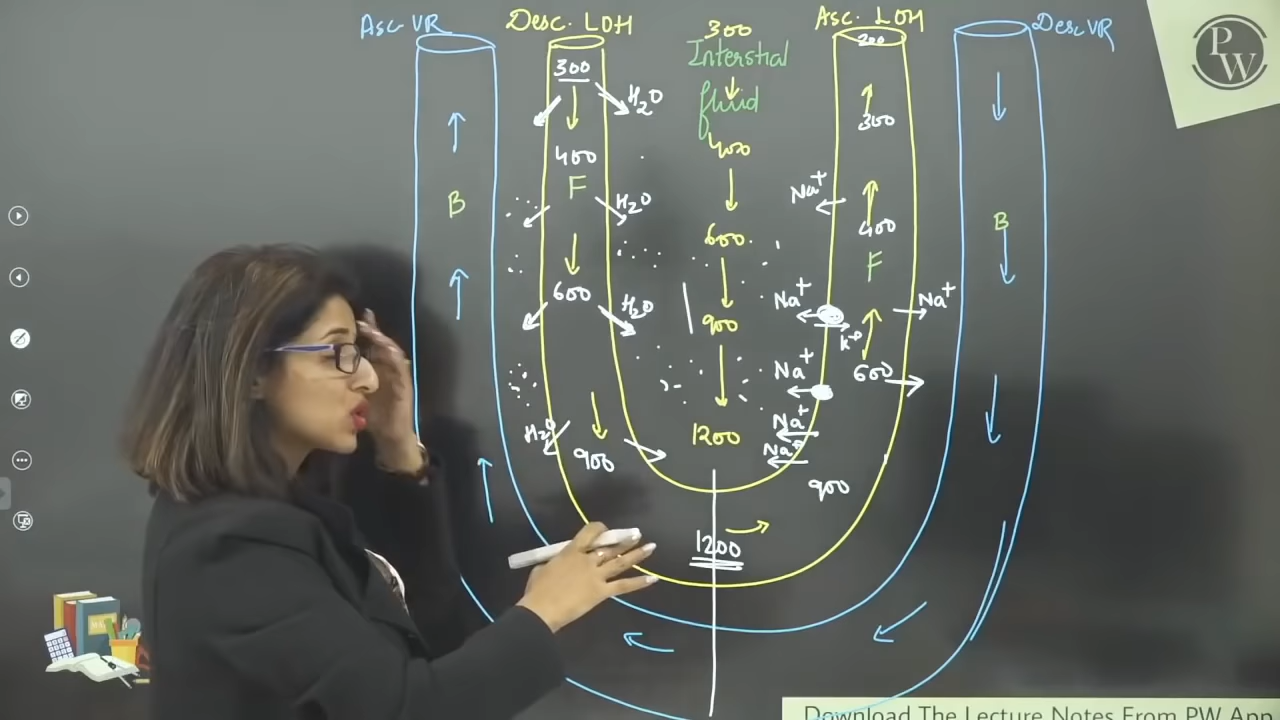 Asc VR
Desc. LOH
300
Asc. LOH
Desc VR
PW
Interstial
fluid
200
300
H2O
300
400
400
F
H2O
Na+
400
B
B
600
F
600
H2O
Na+
Na+
900
K+
Na+
600
1200
Na+
H2O
900
Na+
900
1200
Download The Lecture Notes From PW App